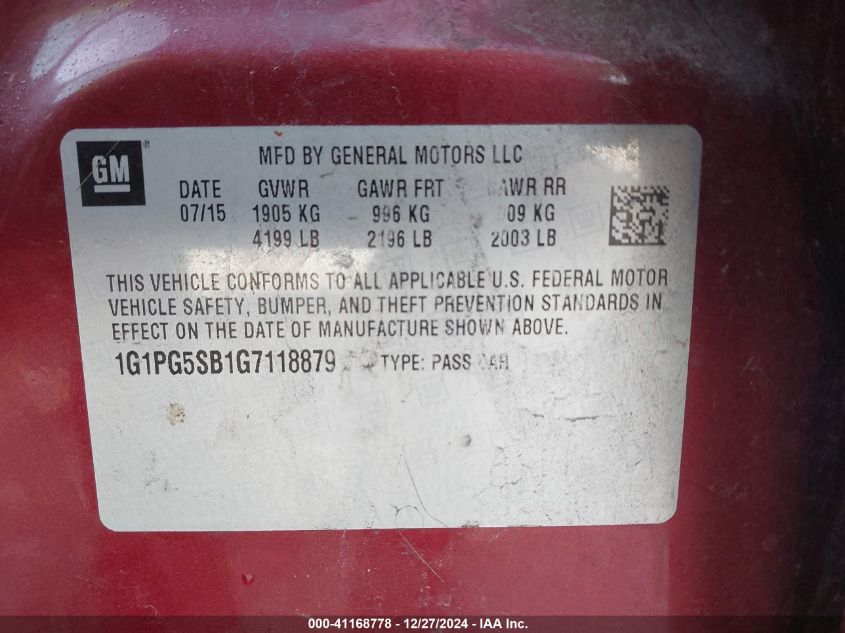 GM ®
MFD BY GENERAL MOTORS LLC
DATE GVWR GAWR FRT AWR RR
07/15 1905 KG 996 KG 09 KG
4199 LB 2196 LB 2003 LB
THIS VEHICLE CONFORMS TO ALL APPLICABLE U.S. FEDERAL MOTOR
VEHICLE SAFETY, BUMPER, AND THEFT PREVENTION STANDARDS IN
EFFECT ON THE DATE OF MANUFACTURE SHOWN ABOVE.
1G1PG5SB1G7118879 TYPE: PASS CAR
000-41168778 - 12/27/2024 - IAA Inc.